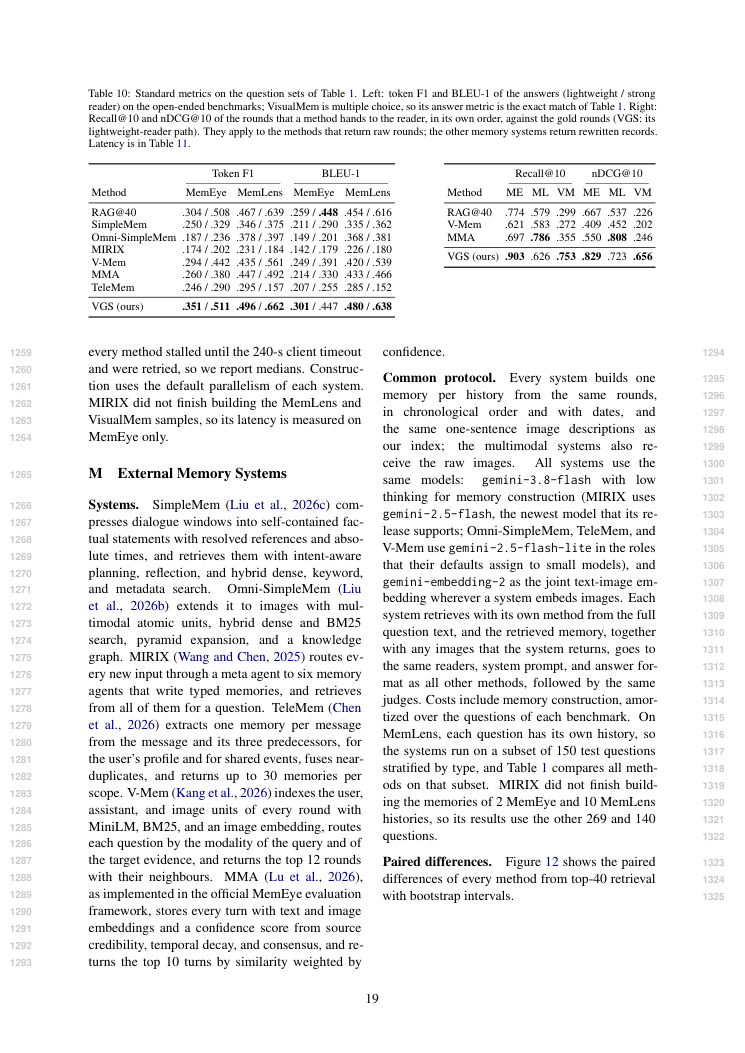 Table 10: Standard metrics on the question sets of Table 1. Left: token F1 and BLEU-1 of the answers (lightweight / strong
reader) on the open-ended benchmarks; VisualMem is multiple choice, so its answer metric is the exact match of Table 1. Right:
Recall@10 and nDCG@10 of the rounds that a method hands to the reader, in its own order, against the gold rounds (VGS: its
lightweight-reader path). They apply to the methods that return raw rounds; the other memory systems return rewritten records.
Latency is in Table 11.
Token F1 BLEU-1
Method MemEye MemLens MemEye MemLens
RAG@40 .304 / .508 .467 / .639 .259 / .448 .454 / .616
SimpleMem .250 / .329 .346 / .375 .211 / .290 .335 / .362
Omni-SimpleMem .187 / .236 .378 / .397 .149 / .201 .368 / .381
MIRIX .174 / .202 .231 / .184 .142 / .179 .226 / .180
V-Mem .294 / .442 .435 / .561 .249 / .391 .420 / .539
MMA .260 / .380 .447 / .492 .214 / .330 .433 / .466
TeleMem .246 / .290 .295 / .157 .207 / .255 .285 / .152
VGS (ours) .351 / .511 .496 / .662 .301 / .447 .480 / .638
Recall@10 nDCG@10
Method ME ML VM ME ML VM
RAG@40 .774 .579 .299 .667 .537 .226
V-Mem .621 .583 .272 .409 .452 .202
MMA .697 .786 .355 .550 .808 .246
VGS (ours) .903 .626 .753 .829 .723 .656
1259 every method stalled until the 240-s client timeout
1260 and were retried, so we report medians. Construc-
1261 tion uses the default parallelism of each system.
1262 MIRIX did not finish building the MemLens and
1263 VisualMem samples, so its latency is measured on
1264 MemEye only.
1265 M External Memory Systems
1266 Systems. SimpleMem (Liu et al., 2026c) com-
1267 presses dialogue windows into self-contained fac-
1268 tual statements with resolved references and abso-
1269 lute times, and retrieves them with intent-aware
1270 planning, reflection, and hybrid dense, keyword,
1271 and metadata search. Omni-SimpleMem (Liu
1272 et al., 2026b) extends it to images with mul-
1273 timodal atomic units, hybrid dense and BM25
1274 search, pyramid expansion, and a knowledge
1275 graph. MIRIX (Wang and Chen, 2025) routes ev-
1276 ery new input through a meta agent to six memory
1277 agents that write typed memories, and retrieves
1278 from all of them for a question. TeleMem (Chen
1279 et al., 2026) extracts one memory per message
1280 from the message and its three predecessors, for
1281 the user's profile and for shared events, fuses near-
1282 duplicates, and returns up to 30 memories per
1283 scope. V-Mem (Kang et al., 2026) indexes the user,
1284 assistant, and image units of every round with
1285 MiniLM, BM25, and an image embedding, routes
1286 each question by the modality of the query and of
1287 the target evidence, and returns the top 12 rounds
1288 with their neighbours. MMA (Lu et al., 2026),
1289 as implemented in the official MemEye evaluation
1290 framework, stores every turn with text and image
1291 embeddings and a confidence score from source
1292 credibility, temporal decay, and consensus, and re-
1293 turns the top 10 turns by similarity weighted by
confidence. 1294
Common protocol. Every system builds one 1295
memory per history from the same rounds, 1296
in chronological order and with dates, and 1297
the same one-sentence image descriptions as 1298
our index; the multimodal systems also re- 1299
ceive the raw images. All systems use the 1300
same models: gemini-3.8-flash with low 1301
thinking for memory construction (MIRIX uses 1302
gemini-2.5-flash, the newest model that its re- 1303
lease supports; Omni-SimpleMem, TeleMem, and 1304
V-Mem use gemini-2.5-flash-lite in the roles 1305
that their defaults assign to small models), and 1306
gemini-embedding-2 as the joint text-image em- 1307
bedding wherever a system embeds images. Each 1308
system retrieves with its own method from the full 1309
question text, and the retrieved memory, together 1310
with any images that the system returns, goes to 1311
the same readers, system prompt, and answer for- 1312
mat as all other methods, followed by the same 1313
judges. Costs include memory construction, amor- 1314
tized over the questions of each benchmark. On 1315
MemLens, each question has its own history, so 1316
the systems run on a subset of 150 test questions 1317
stratified by type, and Table 1 compares all meth- 1318
ods on that subset. MIRIX did not finish build- 1319
ing the memories of 2 MemEye and 10 MemLens 1320
histories, so its results use the other 269 and 140 1321
questions. 1322
Paired differences. Figure 12 shows the paired 1323
differences of every method from top-40 retrieval 1324
with bootstrap intervals. 1325
19